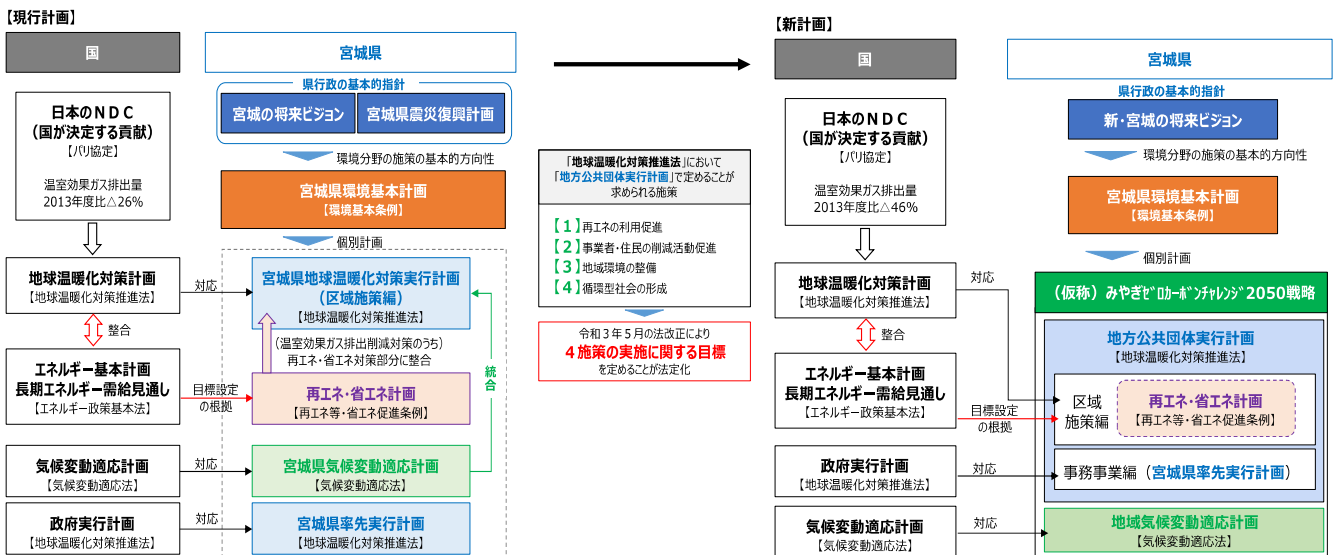 【現行計画】
国
宮城県
県行政の基本的指針
宮城の将来ビジョン
宮城県震災復興計画
日本のＮＤＣ
（国が決定する貢献）
【パリ協定】
温室効果ガス排出量
2013年度比△26%
環境分野の施策の基本的方向性
宮城県環境基本計画
【環境基本条例】
個別計画
地球温暖化対策計画
【地球温暖化対策推進法】
対応
宮城県地球温暖化対策実行計画
（区域施策編）
【地球温暖化対策推進法】
整合
（温室効果ガス排出削減対策のうち）
再エネ・省エネ対策部分に整合
統合
エネルギー基本計画
長期エネルギー需給見通し
【エネルギー政策基本法】
目標設定
の根拠
再エネ・省エネ計画
【再エネ等・省エネ促進条例】
気候変動適応計画
【気候変動適応法】
対応
宮城県気候変動適応計画
【気候変動適応法】
政府実行計画
【地球温暖化対策推進法】
対応
宮城県率先実行計画
【地球温暖化対策推進法】
「地球温暖化対策推進法」において
「地方公共団体実行計画」で定めることが
求められる施策
【１】再エネの利用促進
【２】事業者・住民の削減活動促進
【３】地域環境の整備
【４】循環型社会の形成
令和３年５月の法改正により
４施策の実施に関する目標
を定めることが法定化
【新計画】
国
宮城県
県行政の基本的指針
新・宮城の将来ビジョン
日本のＮＤＣ
（国が決定する貢献）
【パリ協定】
温室効果ガス排出量
2013年度比△46%
環境分野の施策の基本的方向性
宮城県環境基本計画
【環境基本条例】
個別計画
地球温暖化対策計画
【地球温暖化対策推進法】
対応
（仮称）みやぎｾﾞﾛｶｰﾎﾞﾝﾁｬﾚﾝｼﾞ2050戦略
地方公共団体実行計画
【地球温暖化対策推進法】
整合
エネルギー基本計画
長期エネルギー需給見通し
【エネルギー政策基本法】
目標設定
の根拠
区域
施策編
再エネ・省エネ計画
【再エネ等・省エネ促進条例】
政府実行計画
【地球温暖化対策推進法】
対応
事務事業編（宮城県率先実行計画）
気候変動適応計画
【気候変動適応法】
対応
地域気候変動適応計画
【気候変動適応法】